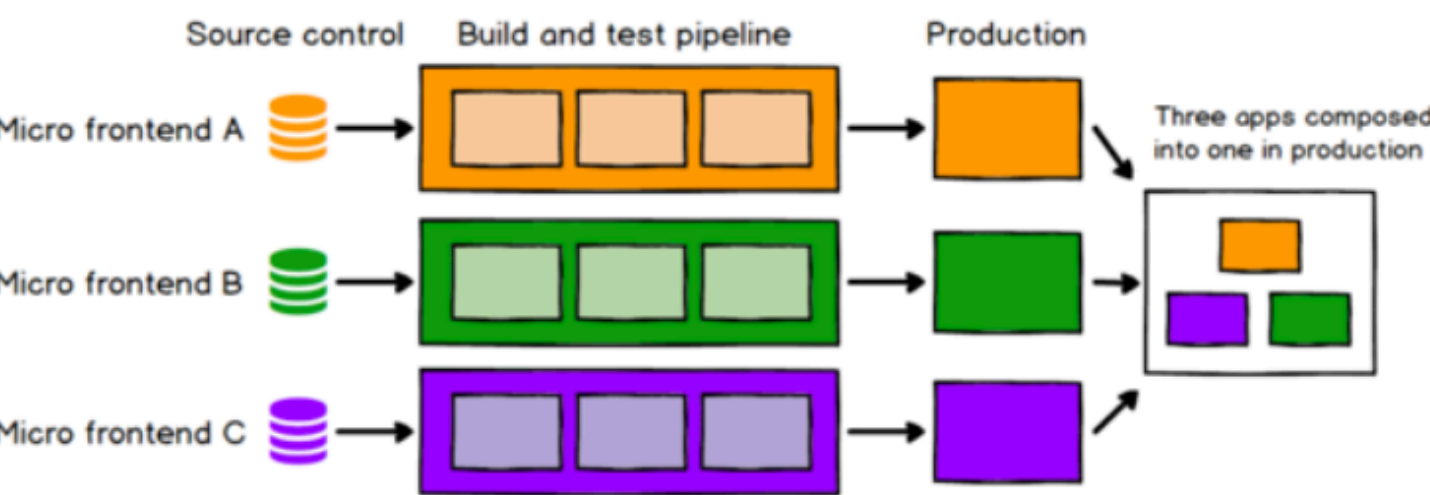 Source control
Build and test pipeline
Production
Micro frontend A
Three apps composed
into one in production
Micro frontend B
Micro frontend C